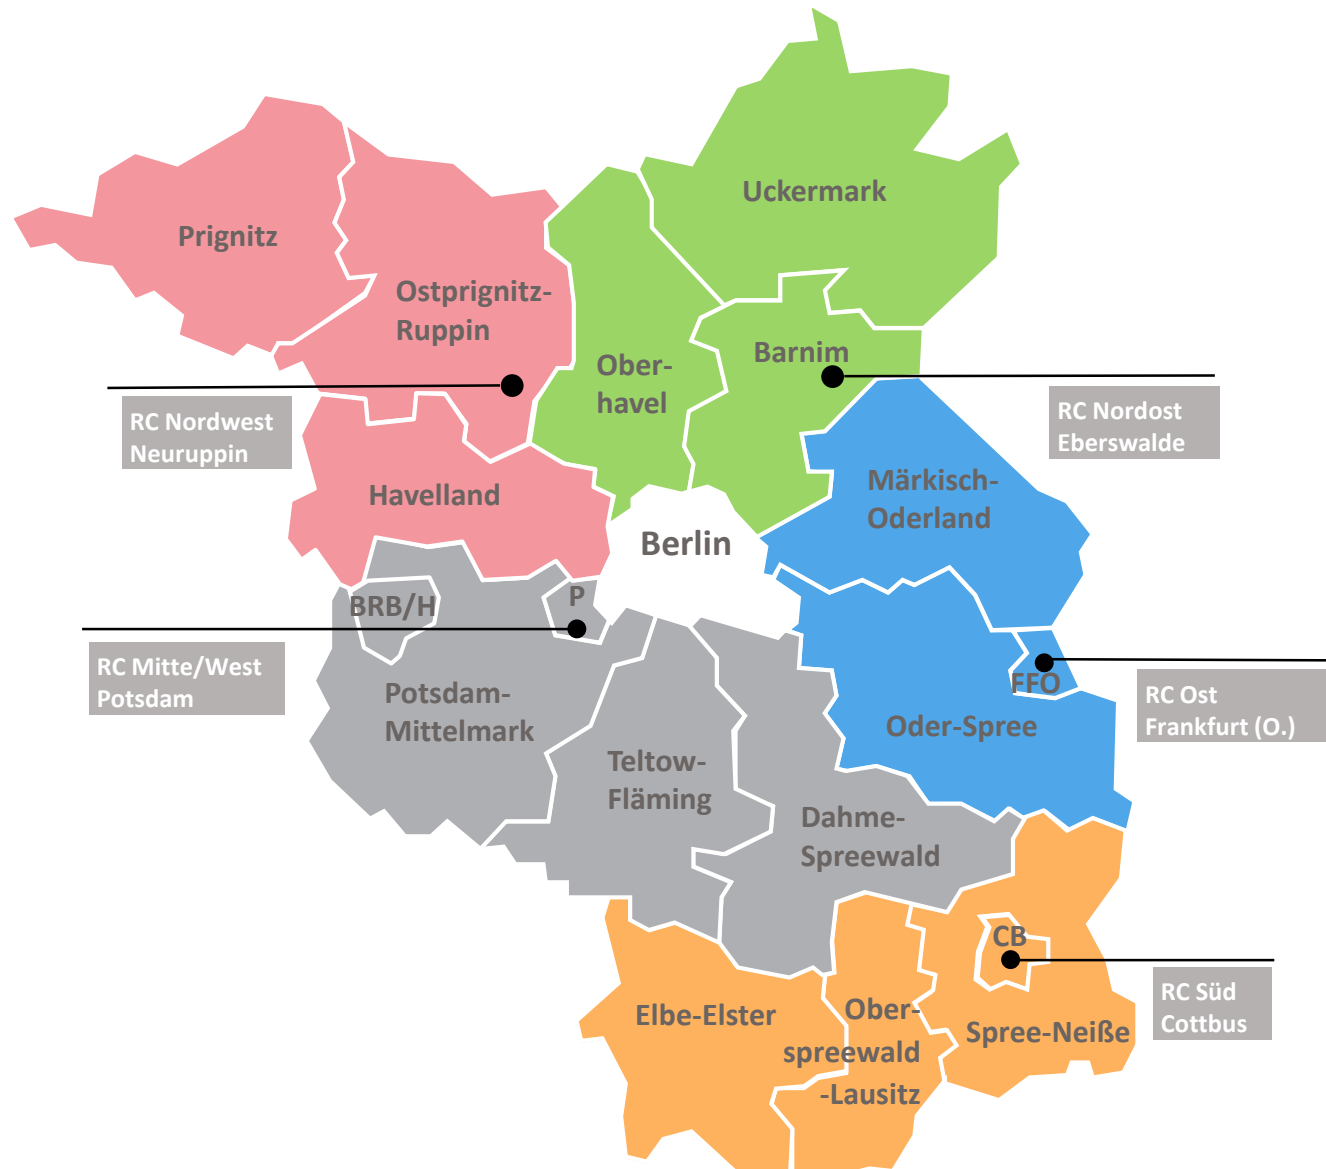 Uckermark
Prignitz
Ostprignitz-
Ruppin
Barnim
Ober-
havel
RC Nordwest
Neuruppin
RC Nordost
Eberswalde
Havelland
Märkisch-
Oderland
Berlin
BRB/H
P
RC Mitte/West
Potsdam
Potsdam-
Mittelmark
FFO
RC Ost
Frankfurt (O.)
Oder-Spree
Teltow-
Fläming
Dahme-
Spreewald
CB
RC Süd
Cottbus
Elbe-Elster
Ober-
spreewald
-Lausitz
Spree-Neiße